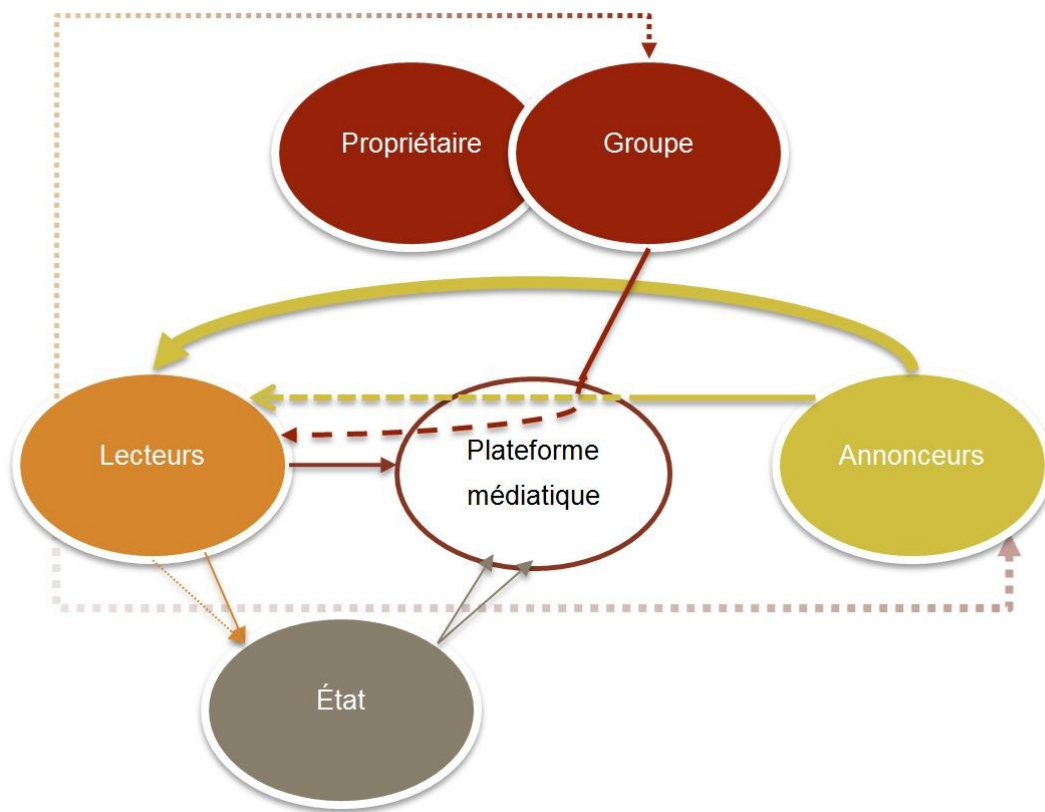 Propriétaire
Groupe
Lecteurs
Plateforme
médiatique
Annonceurs
État